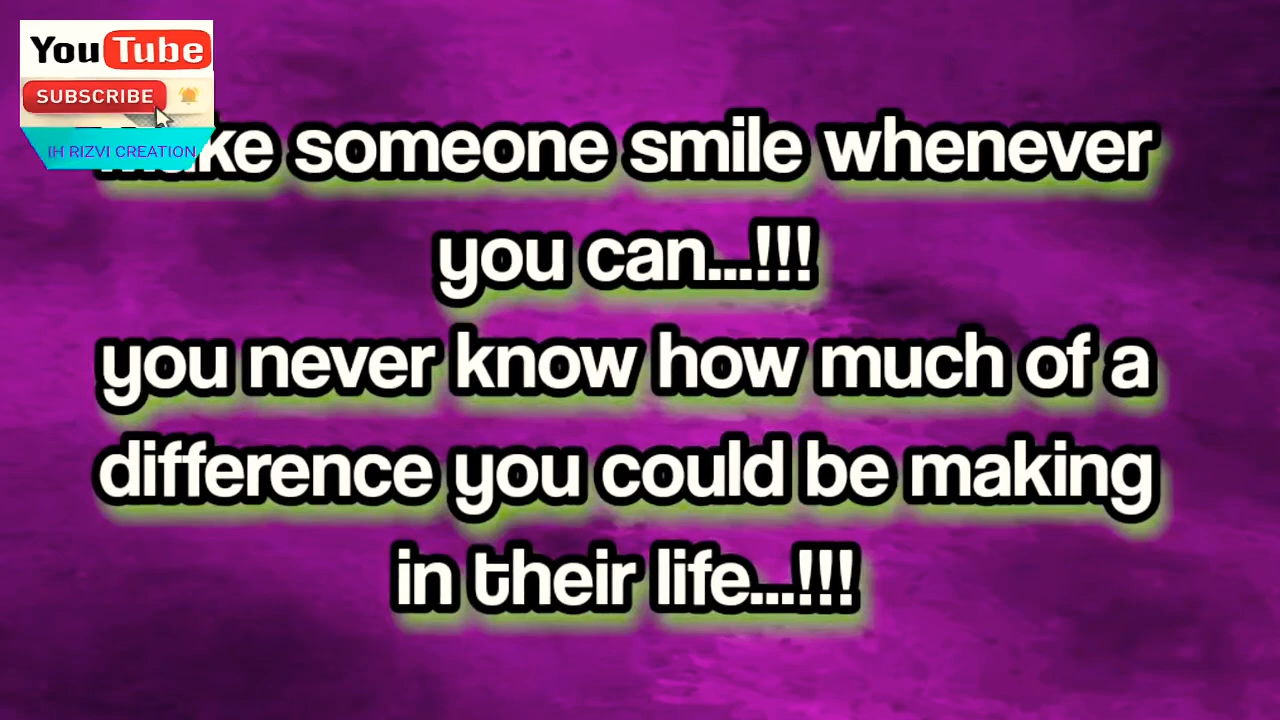 YouTube
SUBSCRIBE
IH RIZVI CREATION
Make someone smile whenever
you can...!!!
you never know how much of a
difference you could be making
in their life...!!!